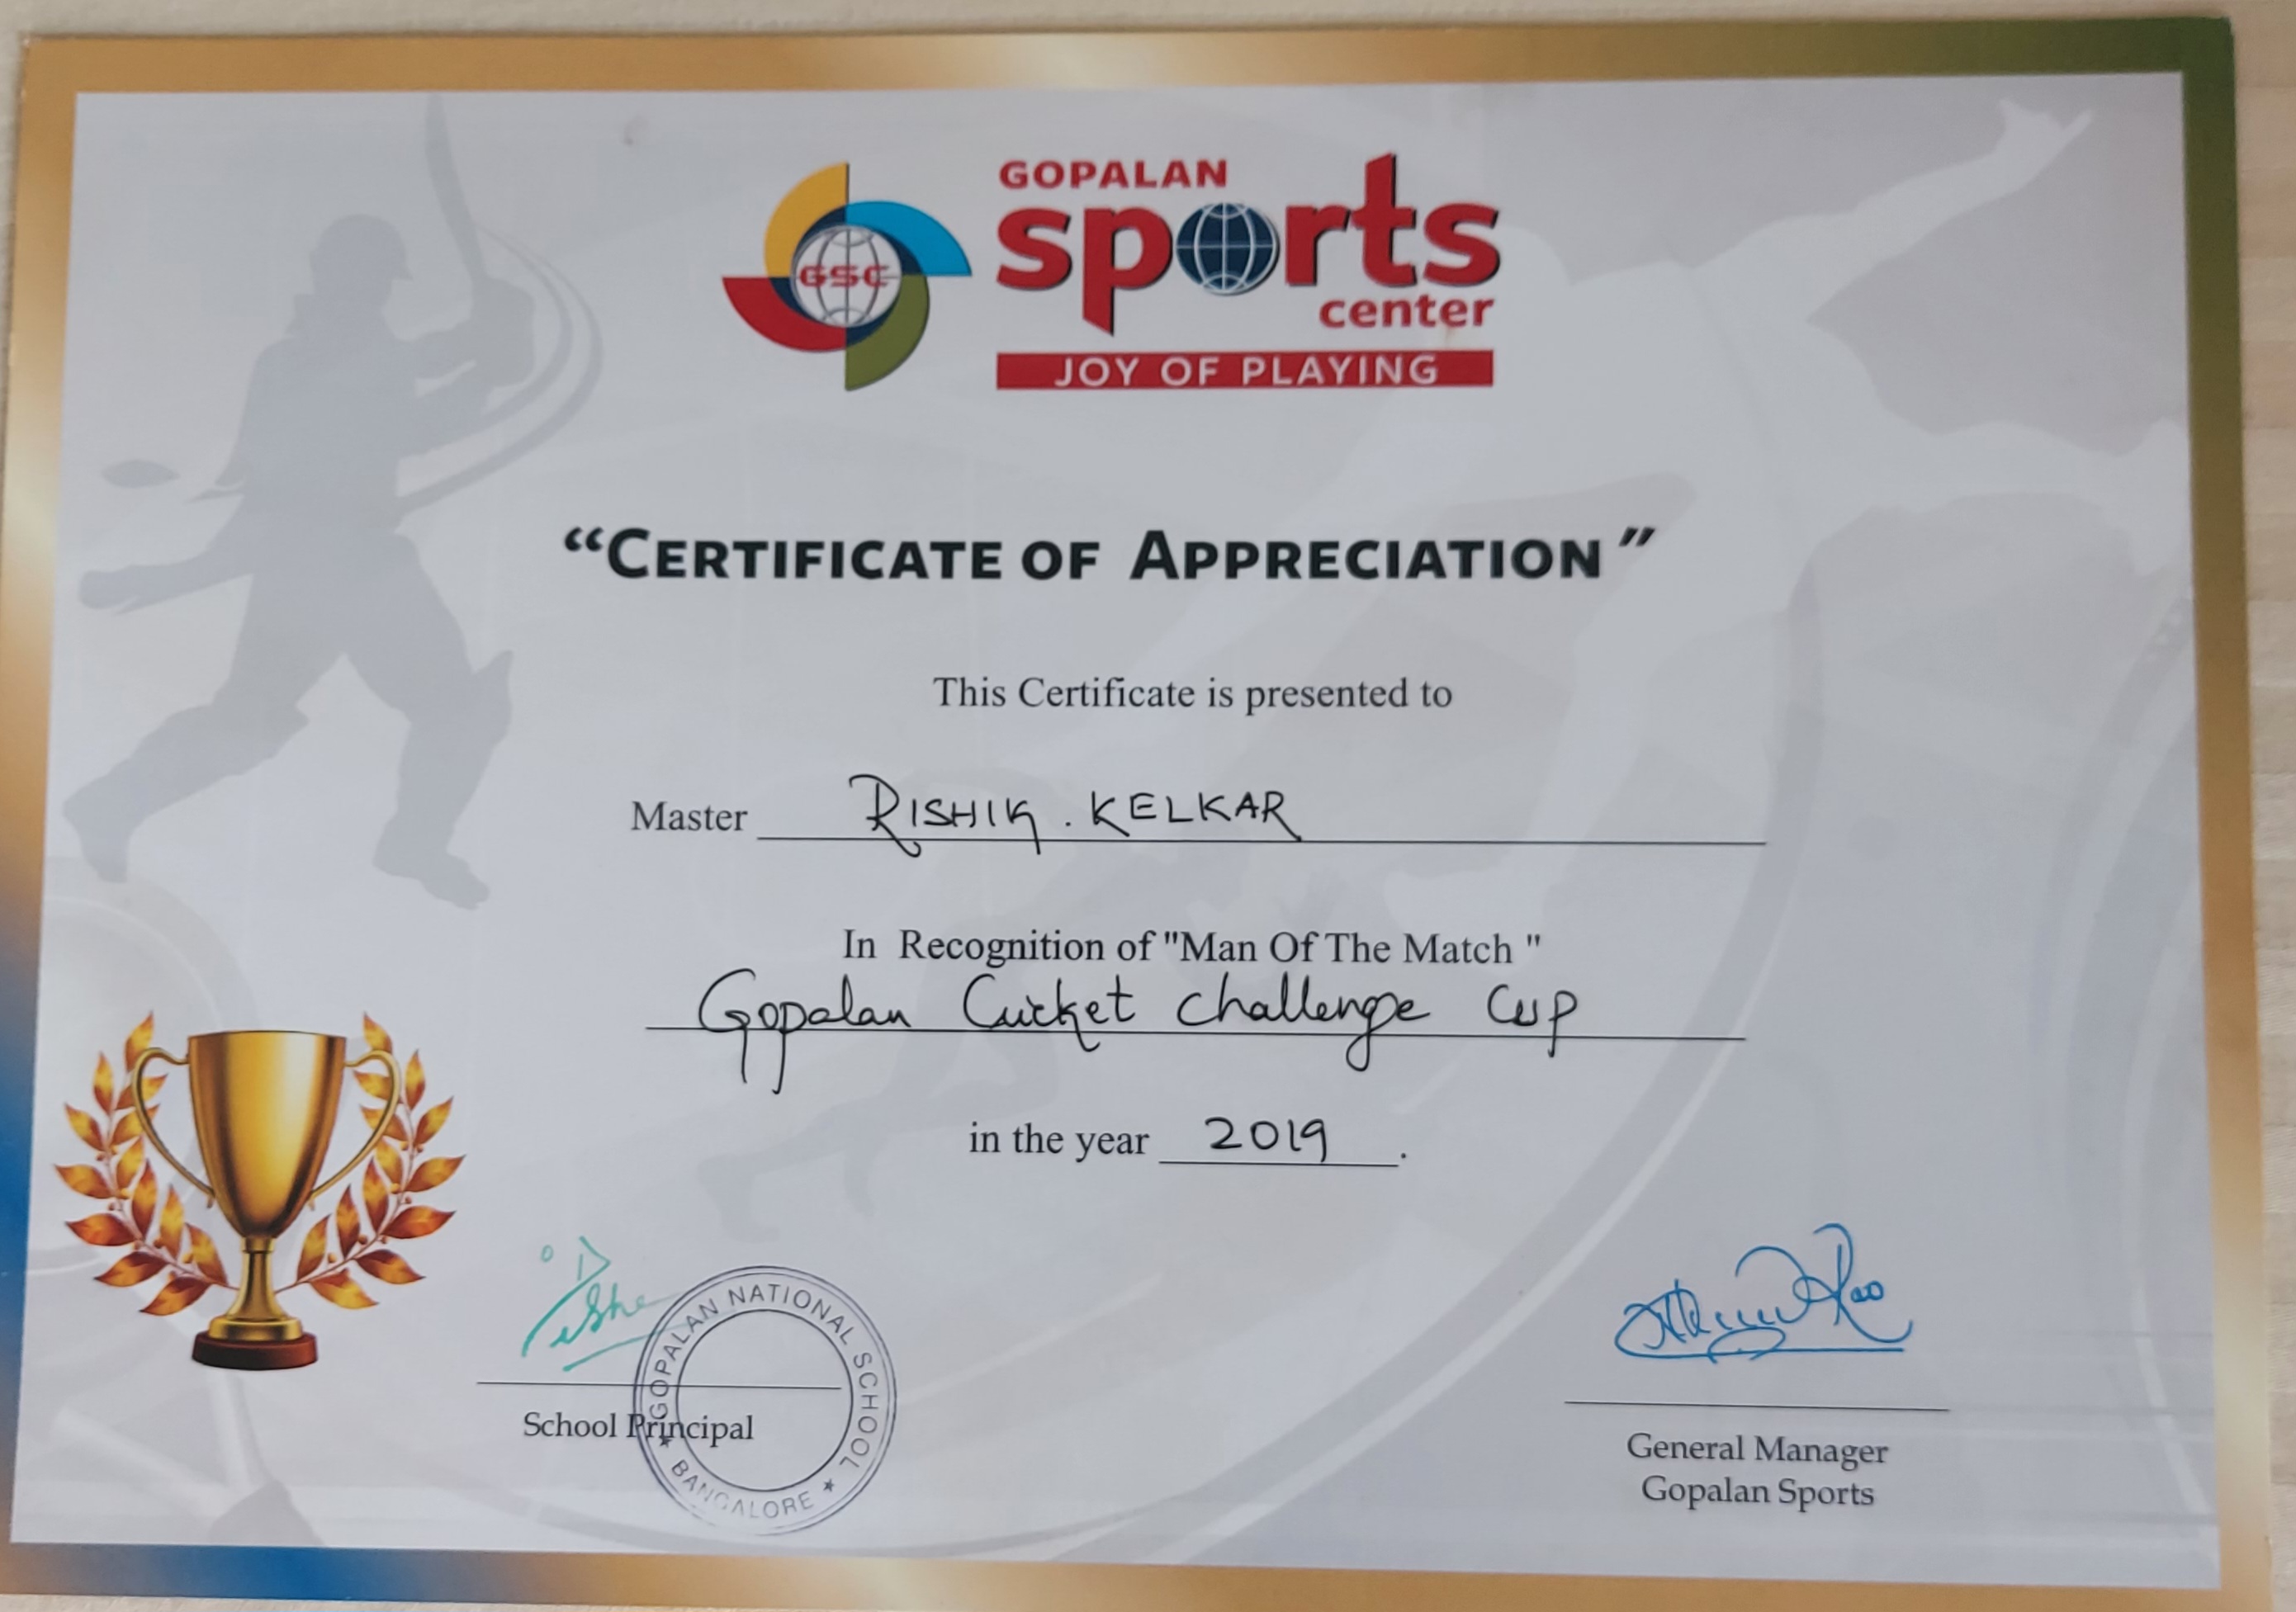 GOPALAN
sports
center
GSC
JOY OF PLAYING
“CERTIFICATE OF APPRECIATION”
This Certificate is presented to
Master RISHIK . KELKAR
In Recognition of "Man Of The Match "
Gopalan Cricket challenge Cup
in the year 2019.
GOPALAN NATIONAL SCHOOL
★ BANGALORE ★
School Principal
General Manager
Gopalan Sports